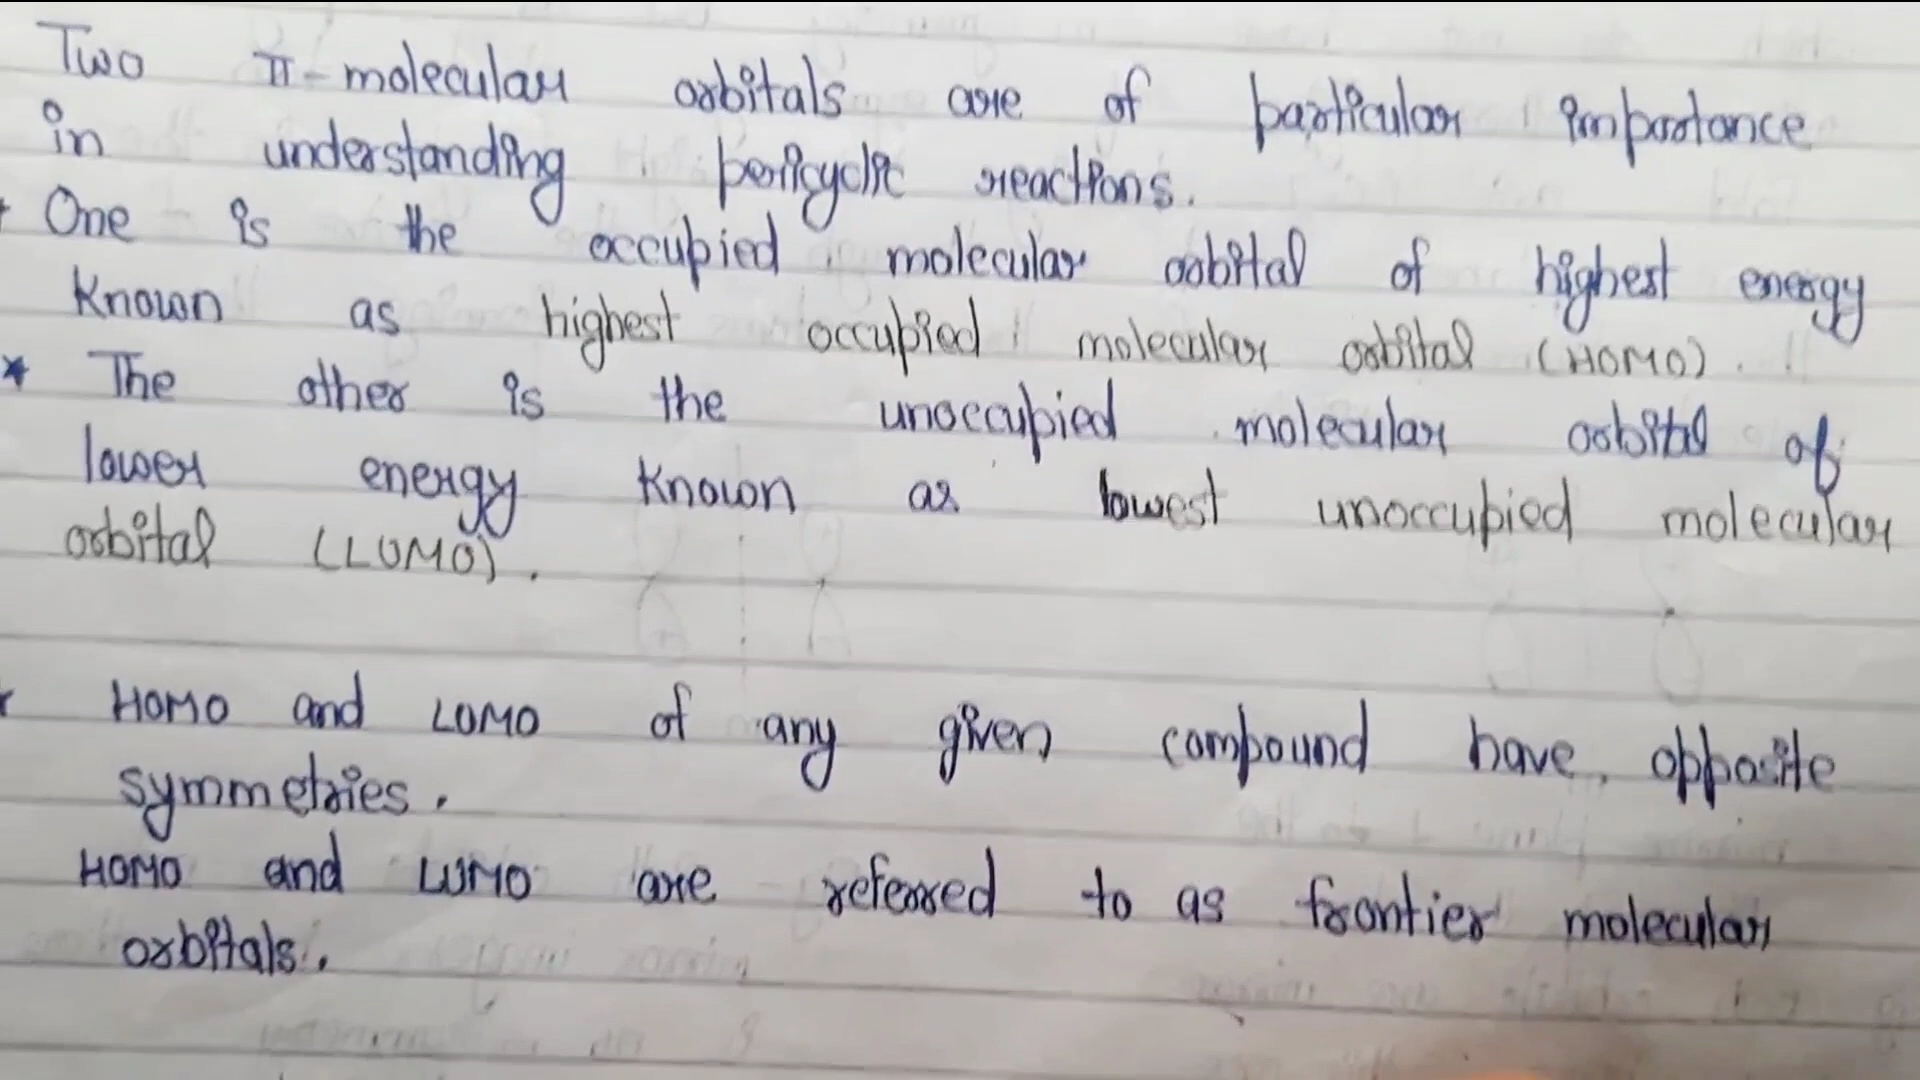 Two π-molecular orbitals are of particular importance
in understanding pericyclic reactions.
* One is the occupied molecular orbital of highest energy
known as highest occupied molecular orbital (HOMO).
* The other is the unoccupied molecular orbital of
lower energy known as lowest unoccupied molecular
orbital (LUMO).
* HOMO and LUMO of any given compound have opposite
symmetries.
HOMO and LUMO are referred to as frontier molecular
orbitals.